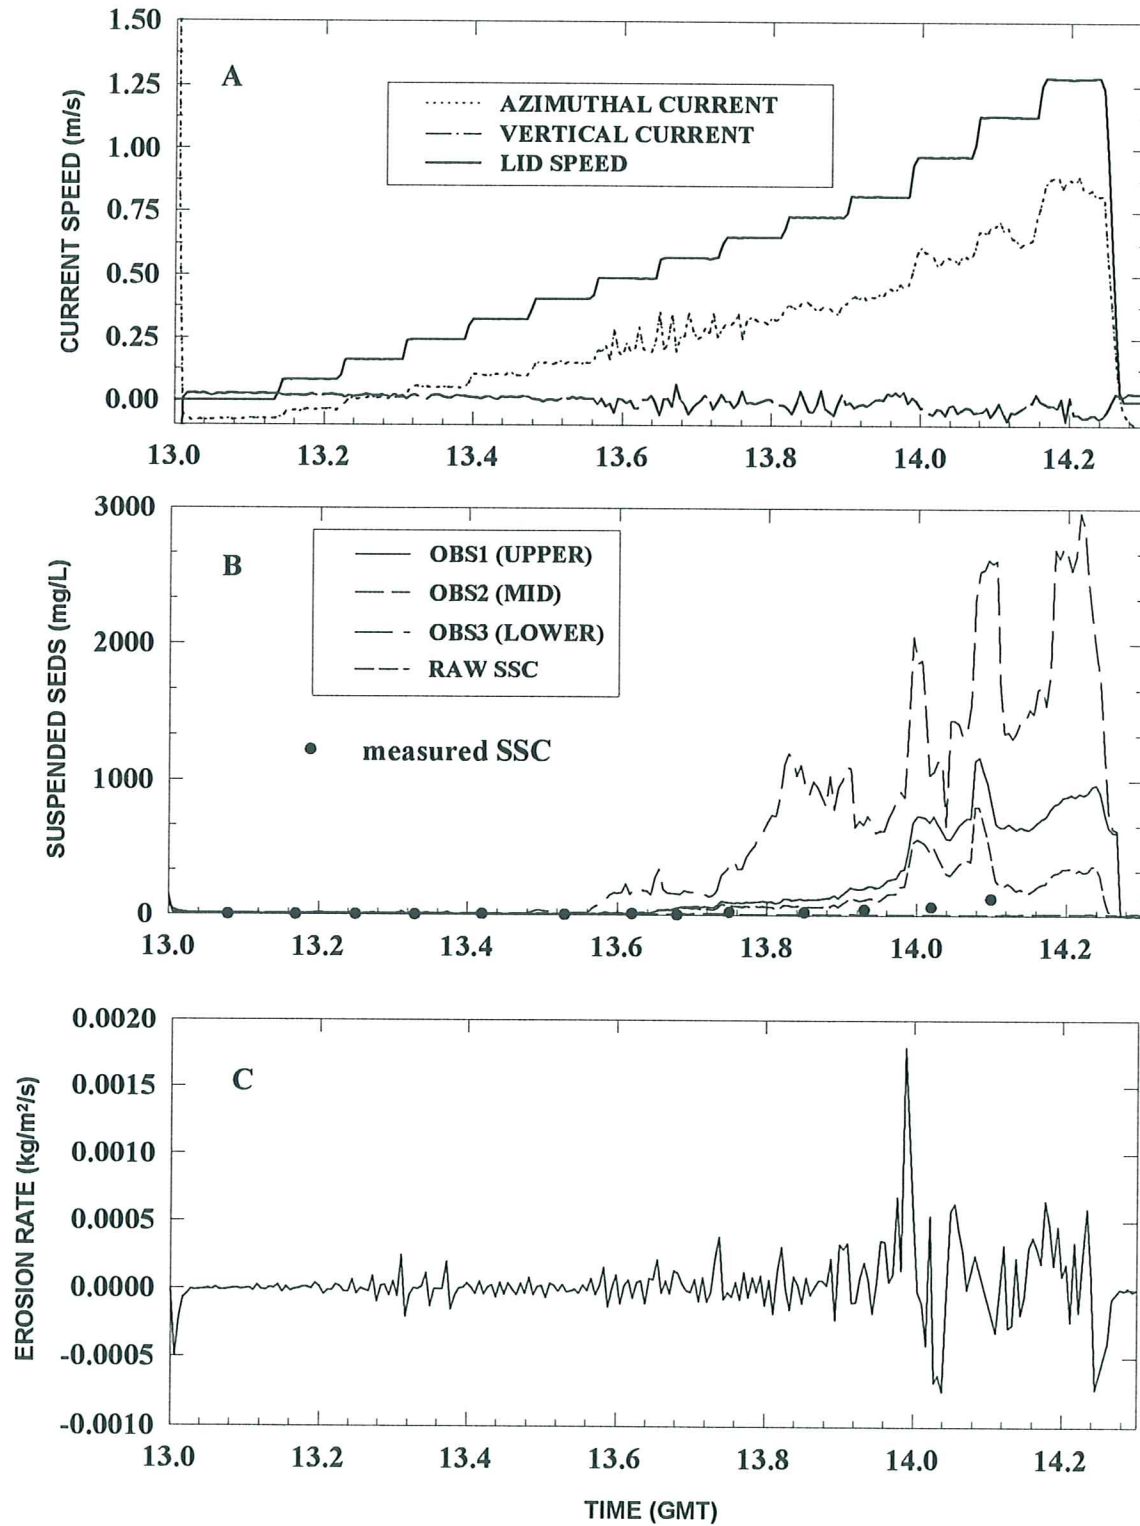 1.50
A
1.25
1.00
0.75
0.50
0.25
0.00
CURRENT SPEED (m/s)
AZIMUTHAL CURRENT
VERTICAL CURRENT
LID SPEED
13.0 13.2 13.4 13.6 13.8 14.0 14.2
3000
B
2000
1000
0
SUSPENDED SEDS (mg/L)
OBS1 (UPPER)
OBS2 (MID)
OBS3 (LOWER)
RAW SSC
measured SSC
13.0 13.2 13.4 13.6 13.8 14.0 14.2
0.0020
C
0.0015
0.0010
0.0005
0.0000
-0.0005
-0.0010
EROSION RATE (kg/m²/s)
13.0 13.2 13.4 13.6 13.8 14.0 14.2
TIME (GMT)